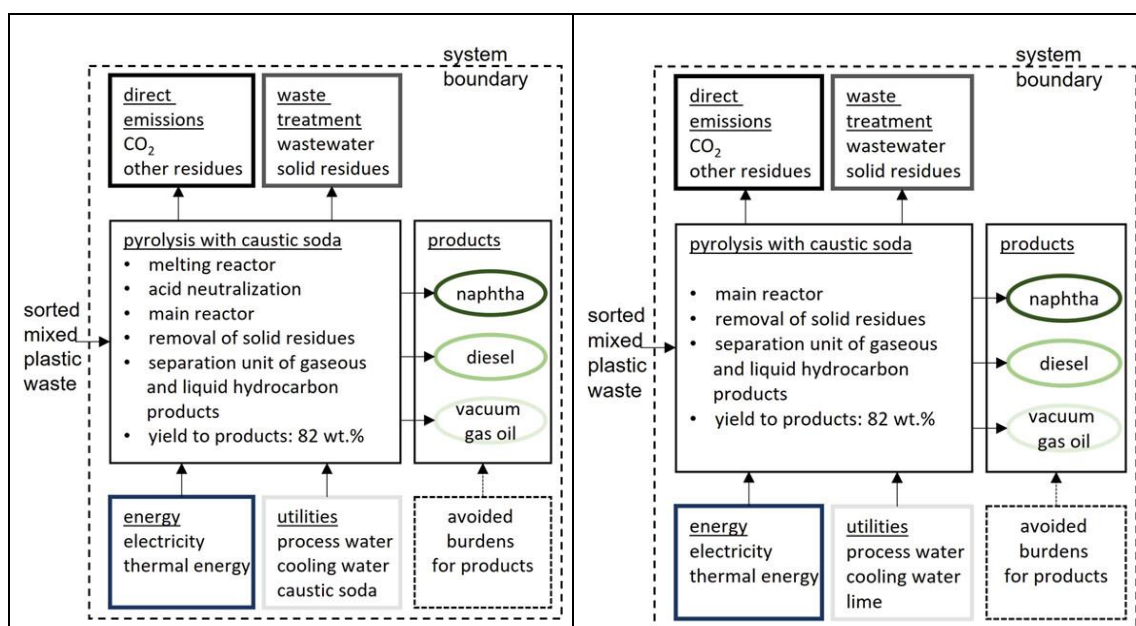 system
boundary
direct
emissions
CO₂
other residues
waste
treatment
wastewater
solid residues
pyrolysis with caustic soda
• melting reactor
• acid neutralization
• main reactor
• removal of solid residues
• separation unit of gaseous
and liquid hydrocarbon
products
• yield to products: 82 wt.%
products
naphtha
diesel
vacuum
gas oil
sorted
mixed
plastic
waste
energy
electricity
thermal energy
utilities
process water
cooling water
caustic soda
avoided
burdens
for products
system
boundary
direct
emissions
CO₂
other residues
waste
treatment
wastewater
solid residues
pyrolysis with caustic soda
• main reactor
• removal of solid residues
• separation unit of gaseous
and liquid hydrocarbon
products
• yield to products: 82 wt.%
products
naphtha
diesel
vacuum
gas oil
sorted
mixed
plastic
waste
energy
electricity
thermal energy
utilities
process water
cooling water
lime
avoided
burdens
for products